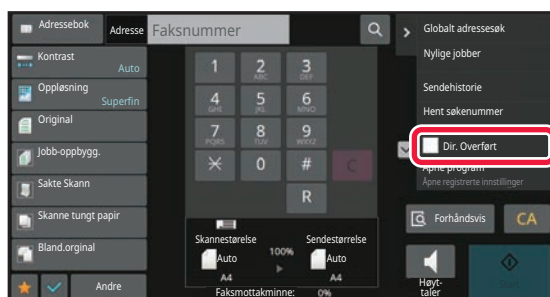 Adressebok
Adresse
Faksnummer
Kontrast
Auto
Oppløsning
Superfin
Original
Jobb-oppbygg.
Sakte Skann
Skanne tungt papir
Bland.orginal
Andre
1
2
ABC
3
DEF
4
GHI
5
JKL
6
MNO
7
PQRS
8
TUV
9
WXYZ
0
#
C
R
Skannestørelse
Auto
A4
100%
Sendestørrelse
Auto
A4
Faksmottakminne: 0%
Globalt adressesøk
Nylige jobber
Sendehistorie
Hent søkenummer
Dir. Overført
Åpne program
Åpne registrerte innstillinger
Forhåndsvis
CA
Høyt-
taler
Start